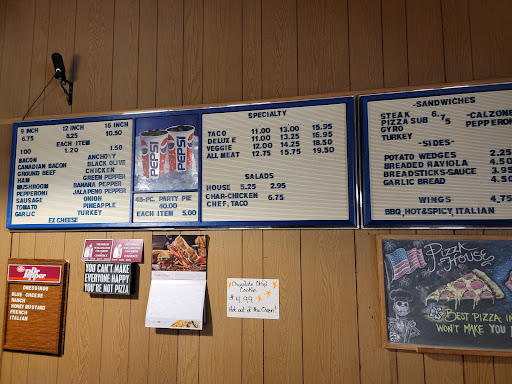 9 INCH 12 INCH 16 INCH
6.75 8.25 10.50
EACH ITEM
1.00 1.20 1.50
BACON ANCHOVY
CANADIAN BACON BLACK OLIVE
GROUND BEEF CHICKEN
HAM GREEN PEPPER
MUSHROOM BANANA PEPPER
PEPPERONI JALAPENO PEPPER
SAUSAGE ONION
TOMATO PINEAPPLE
GARLIC TURKEY
EX CHEESE
PEPSI PEPSI
48-PC. PARTY PIE
40.00
EACH ITEM 5.00
SPECIALTY
TACO 11.00 13.00 15.95
DELUXE 11.00 13.25 16.95
VEGGIE 12.00 14.25 18.50
ALL MEAT 12.75 15.75 19.50
SALADS
HOUSE 5.25 2.95
CHAR-CHICKEN 6.75
CHEF, TACO
-SANDWICHES
STEAK
PIZZA SUB 6.75
GYRO
TURKEY
-CALZONE
PEPPERON
-SIDES-
POTATO WEDGES 2.25
BREADED RAVIOLI 4.50
BREADSTICKS-SAUCE 3.95
GARLIC BREAD 4.50
WINGS 4.75
BBQ, HOT&SPICY, ITALIAN
Dr Pepper
DRESSINGS
BLUE CHEESE
RANCH
HONEY MUSTARD
FRENCH
ITALIAN
YOU CAN'T MAKE
EVERYONE HAPPY
YOU'RE NOT PIZZA
Chocolate Chip
Cookie
$4.99
Hot out of the Oven!
PIZZA
HOUSE
BEST PIZZA IN
WON'T MAKE YOU